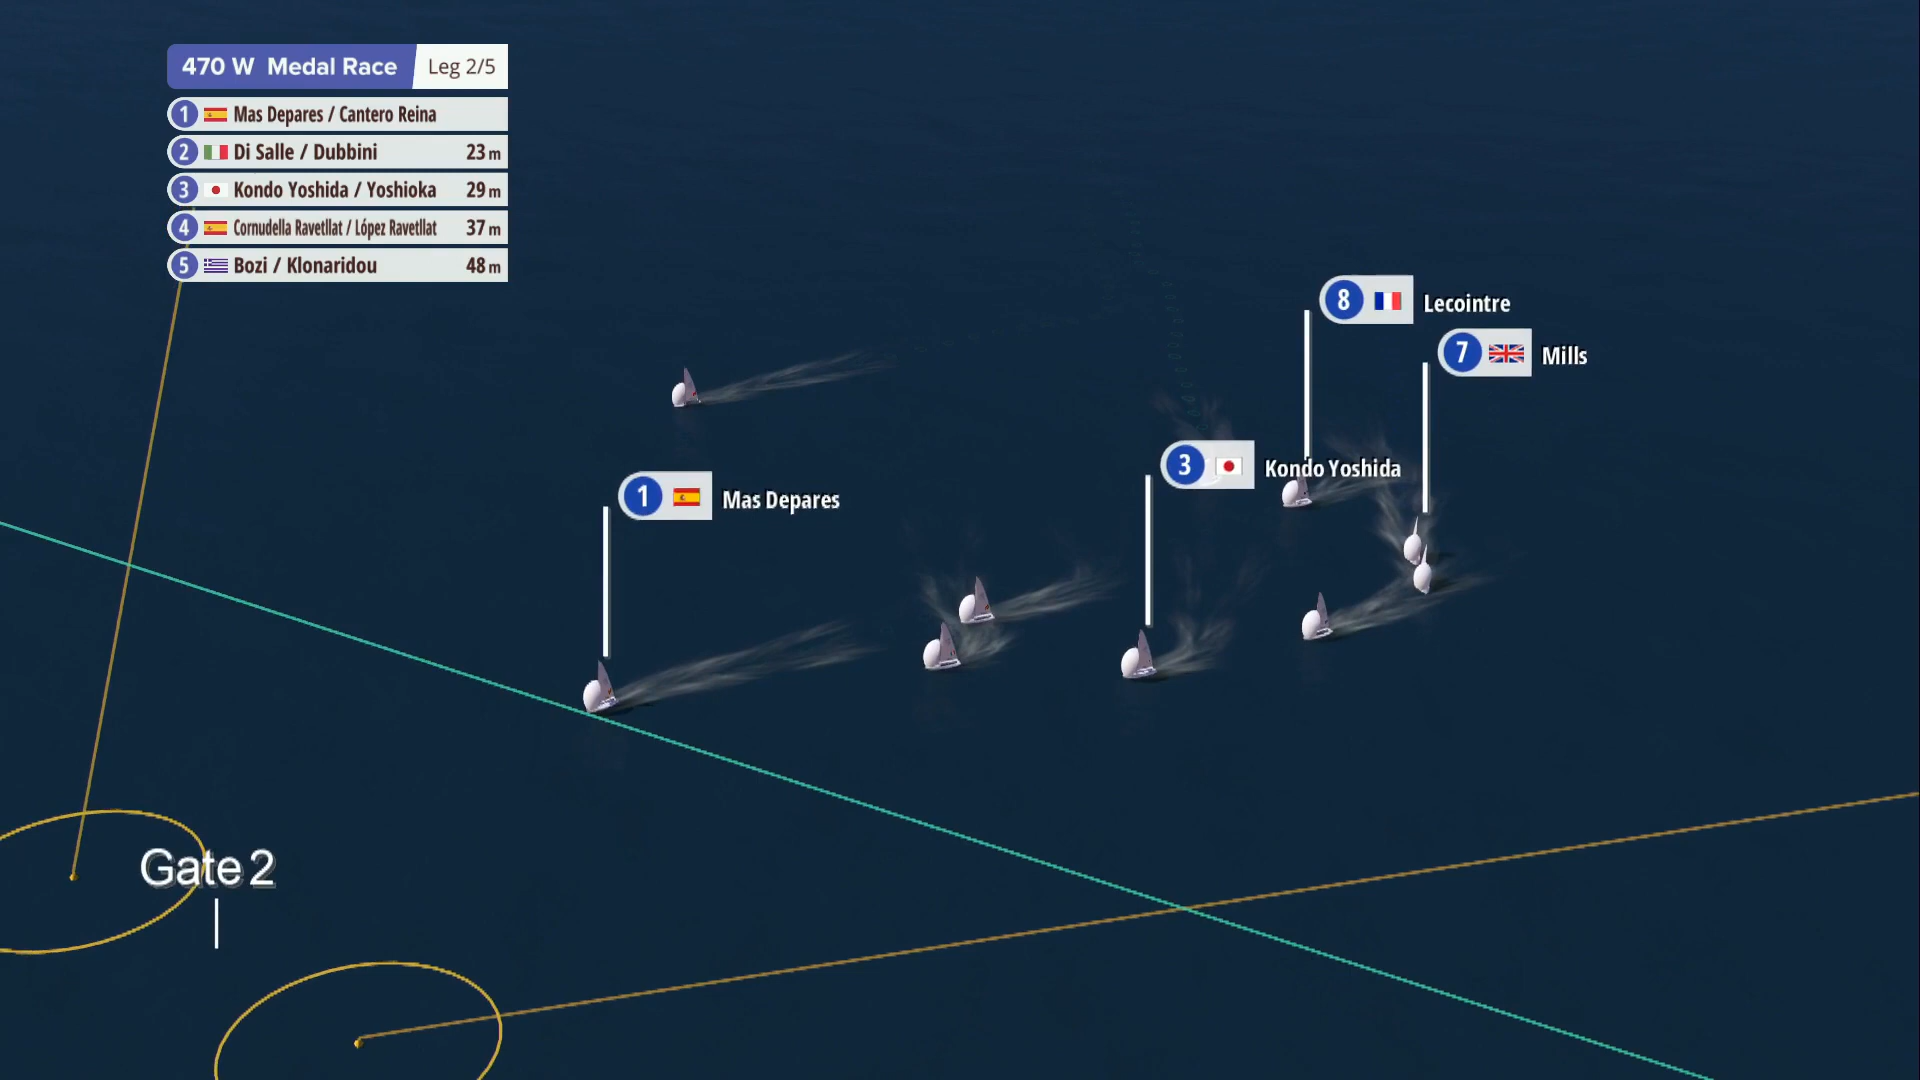 470 W Medal Race Leg 2/5
1 Mas Depares / Cantero Reina
2 Di Salle / Dubbini 23 m
3 Kondo Yoshida / Yoshioka 29 m
4 Cornudella Ravetllat / López Ravetllat 37 m
5 Bozi / Klonaridou 48 m
8 Lecointre
7 Mills
3 Kondo Yoshida
1 Mas Depares
Gate 2